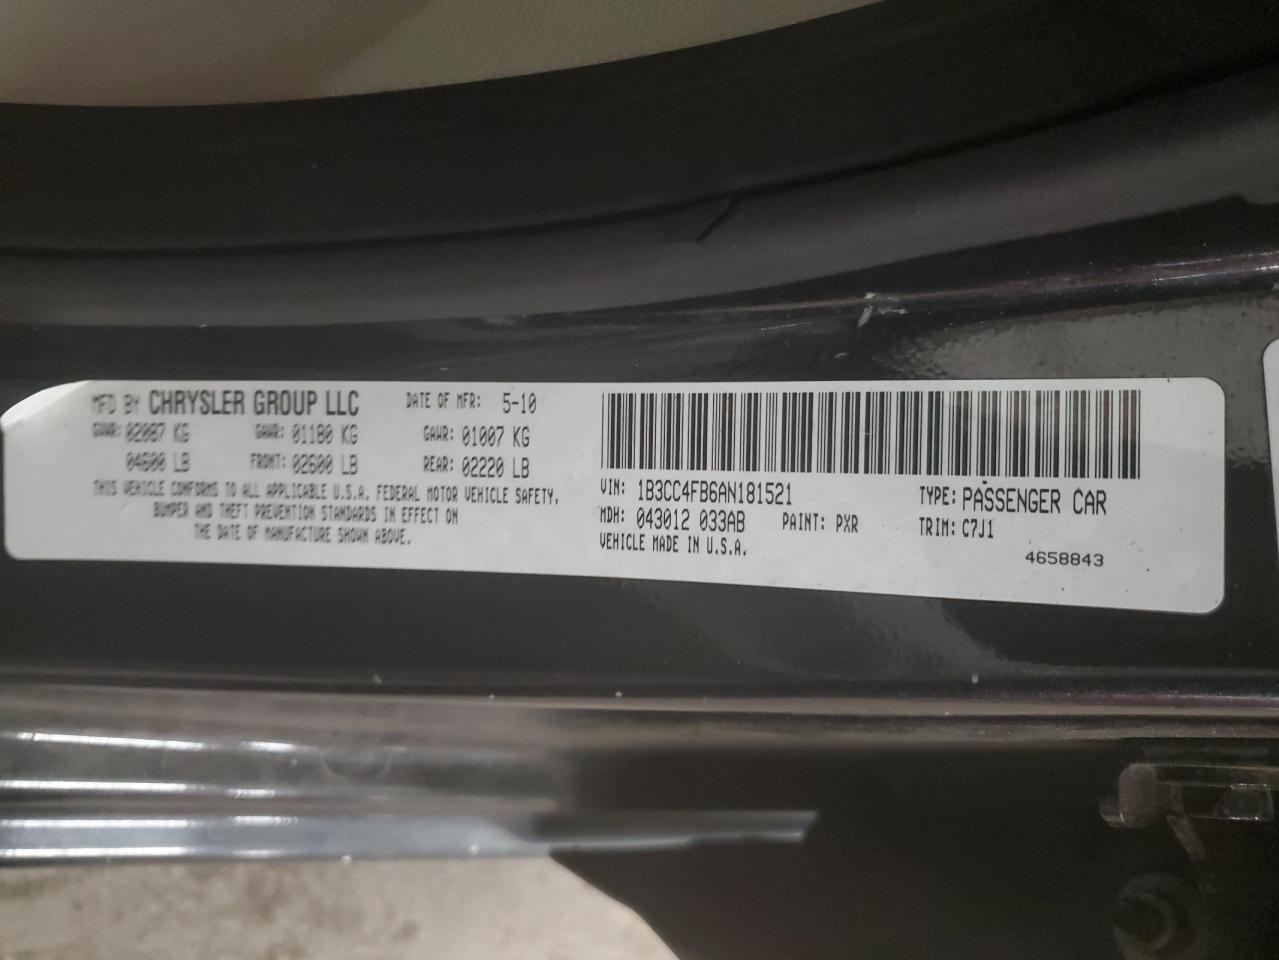 MFD BY CHRYSLER GROUP LLC DATE OF MFR: 5-10
GVWR: 02087 KG GAWR: 01180 KG GAWR: 01007 KG
04600 LB FRONT: 02600 LB REAR: 02220 LB
THIS VEHICLE CONFORMS TO ALL APPLICABLE U.S.A. FEDERAL MOTOR VEHICLE SAFETY,
BUMPER AND THEFT PREVENTION STANDARDS IN EFFECT ON
THE DATE OF MANUFACTURE SHOWN ABOVE.
VIN: 1B3CC4FB6AN181521 TYPE: PASSENGER CAR
MDH: 043012 033AB PAINT: PXR TRIM: C7J1
VEHICLE MADE IN U.S.A.
4658843